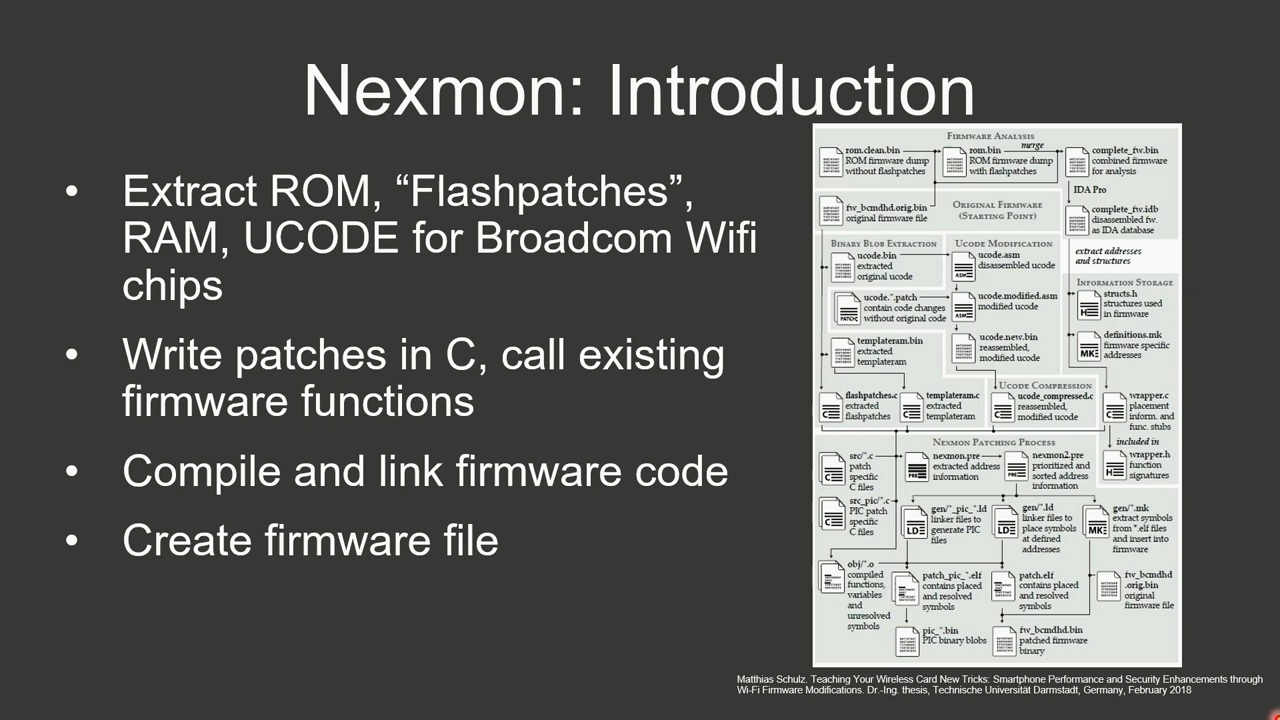 Nexmon: Introduction
• Extract ROM, “Flashpatches”,
RAM, UCODE for Broadcom Wifi
chips
• Write patches in C, call existing
firmware functions
• Compile and link firmware code
• Create firmware file
FIRMWARE ANALYSIS
rom.clean.bin
ROM firmware dump
without flashpatches
rom.bin
ROM firmware dump
with flashpatches
merge
complete_fw.bin
combined firmware
for analysis
IDA Pro
fw_bcmdhd.orig.bin
original firmware file
ORIGINAL FIRMWARE
(STARTING POINT)
complete_fw.idb
disassembled fw.
as IDA database
extract addresses
and structures
BINARY BLOB EXTRACTION
ucode.bin
extracted
original ucode
UCODE MODIFICATION
ucode.asm
disassembled ucode
ASM
INFORMATION STORAGE
structs.h
structures used
in firmware
H
ucode.*.patch
contain code changes
without original code
PATCH
ucode.modified.asm
modified ucode
ASM
definitions.mk
firmware specific
addresses
MK
templateram.bin
extracted
templateram
ucode.new.bin
reassembled,
modified ucode
UCODE COMPRESSION
flashpatches.c
extracted
flashpatches
C
templateram.c
extracted
templateram
C
ucode_compressed.c
reassembled,
modified ucode
C
wrapper.c
placement
inform. and
func. stubs
C
included in
wrapper.h
function
signatures
H
NEXMON PATCHING PROCESS
src/*.c
patch
specific
C files
C
nexmon.pre
extracted address
information
PRE
nexmon2.pre
prioritized and
sorted address
information
PRE
src_pic/*.c
PIC patch
specific
C files
C
gen/*_pic_*.ld
linker files to
generate PIC
files
LD
gen/*.ld
linker files to
place symbols
at defined
addresses
LD
gen/*.mk
extract symbols
from *.elf files
and insert into
firmware
MK
obj/*.o
compiled
functions,
variables
and
unresolved
symbols
patch_pic_*.elf
contains placed
and resolved
symbols
patch.elf
contains placed
and resolved
symbols
fw_bcmdhd
.orig.bin
original
firmware file
pic_*.bin
PIC binary blobs
fw_bcmdhd.bin
patched firmware
binary
Matthias Schulz. Teaching Your Wireless Card New Tricks: Smartphone Performance and Security Enhancements through
Wi-Fi Firmware Modifications. Dr.-Ing. thesis, Technische Universität Darmstadt, Germany, February 2018